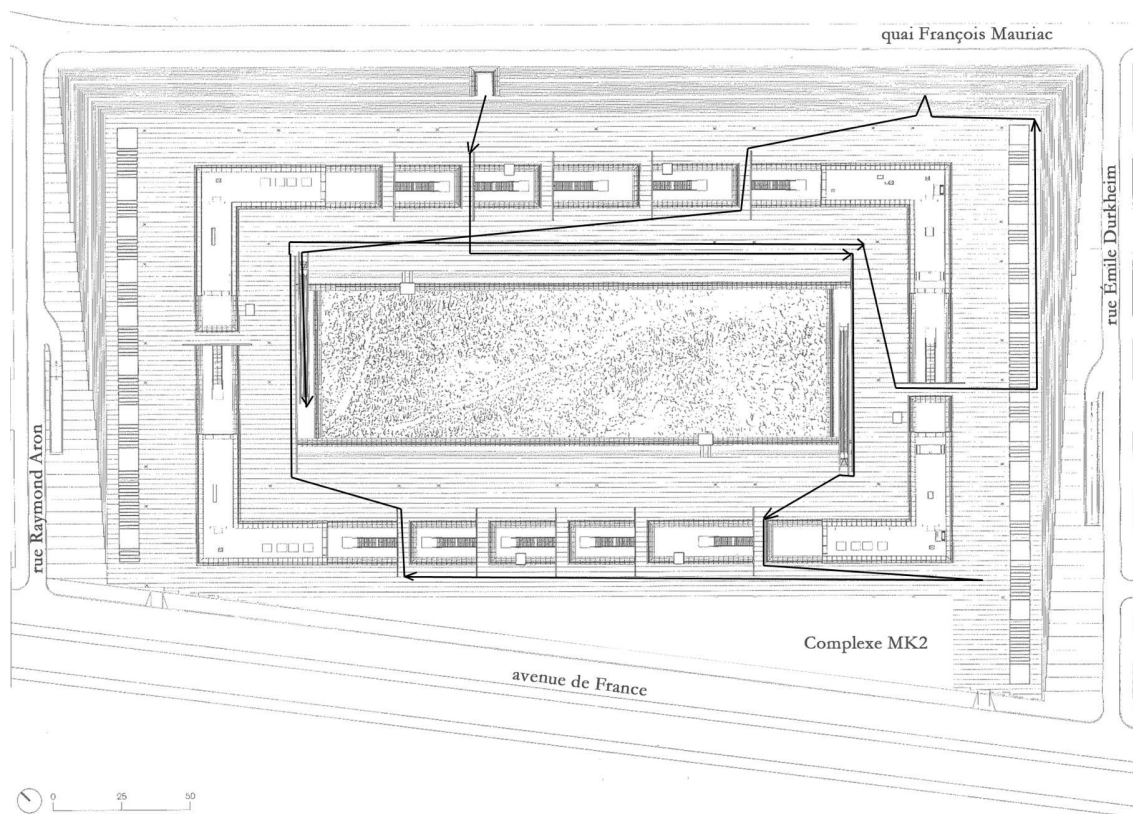 quai François Mauriac
rue Émile Durkheim
rue Raymond Aron
Complexe MK2
avenue de France
0 25 50